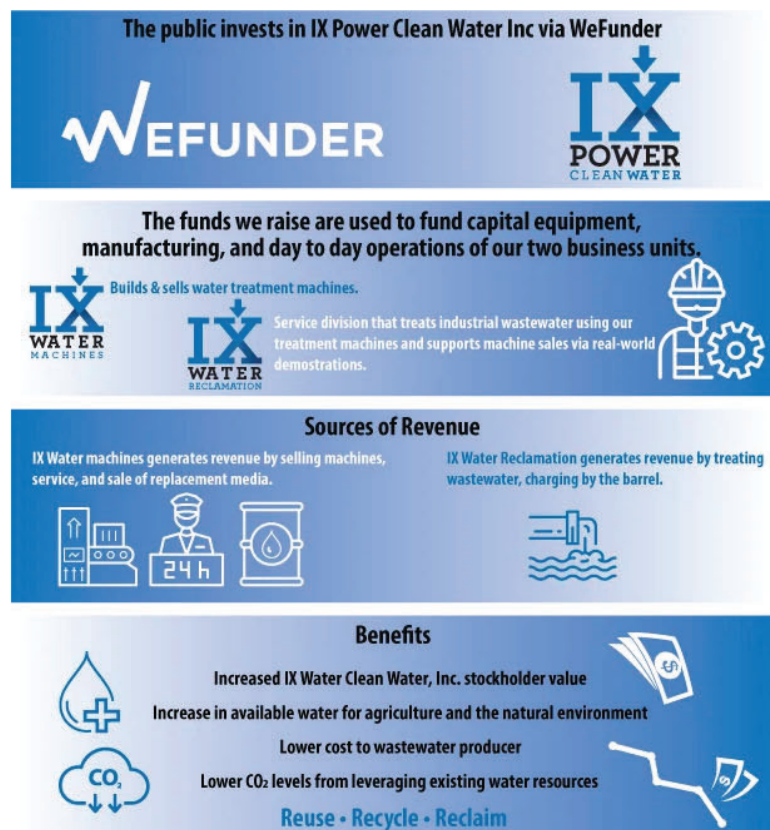 The public invests in IX Power Clean Water Inc via WeFunder
WEFUNDER
IX
POWER
CLEAN WATER
The funds we raise are used to fund capital equipment,
manufacturing, and day to day operations of our two business units.
Builds & sells water treatment machines.
IX
WATER
MACHINES
IX
WATER
RECLAMATION
Service division that treats industrial wastewater using our
treatment machines and supports machine sales via real-world
demostrations.
Sources of Revenue
IX Water machines generates revenue by selling machines,
service, and sale of replacement media.
24h
IX Water Reclamation generates revenue by treating
wastewater, charging by the barrel.
Benefits
Increased IX Water Clean Water, Inc. stockholder value
Increase in available water for agriculture and the natural environment
Lower cost to wastewater producer
Lower CO₂ levels from leveraging existing water resources
CO₂
$
$
Reuse • Recycle • Reclaim